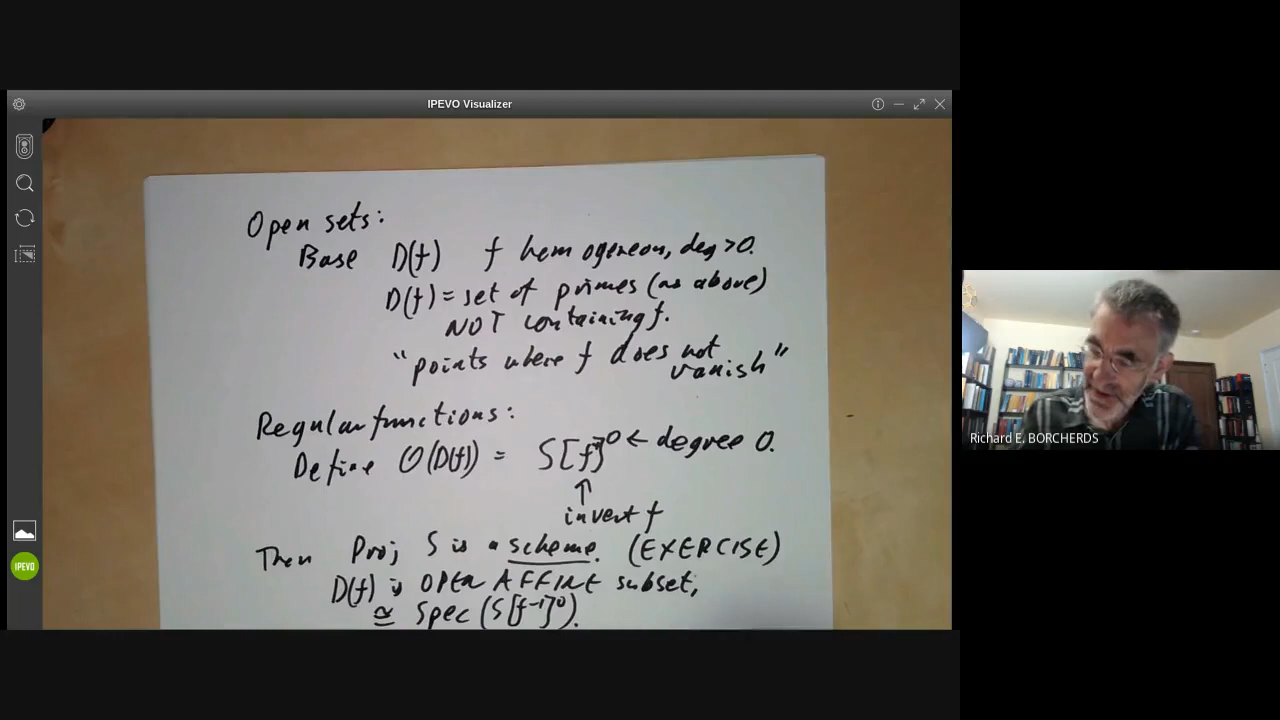 IPEVO Visualizer
Open sets:
Base D(f) f homogeneous, deg > 0.
D(f) = set of primes (as above)
NOT containing f.
"points where f does not
vanish"
Regular functions:
Define O(D(f)) = S[f⁻¹]⁰ ← degree 0.
↑
invert f
Then Proj S is a scheme. (EXERCISE)
D(f) is OPEN AFFINE subset,
≅ Spec (S[f⁻¹]⁰).
IPEVO
Richard E. BORCHERDS